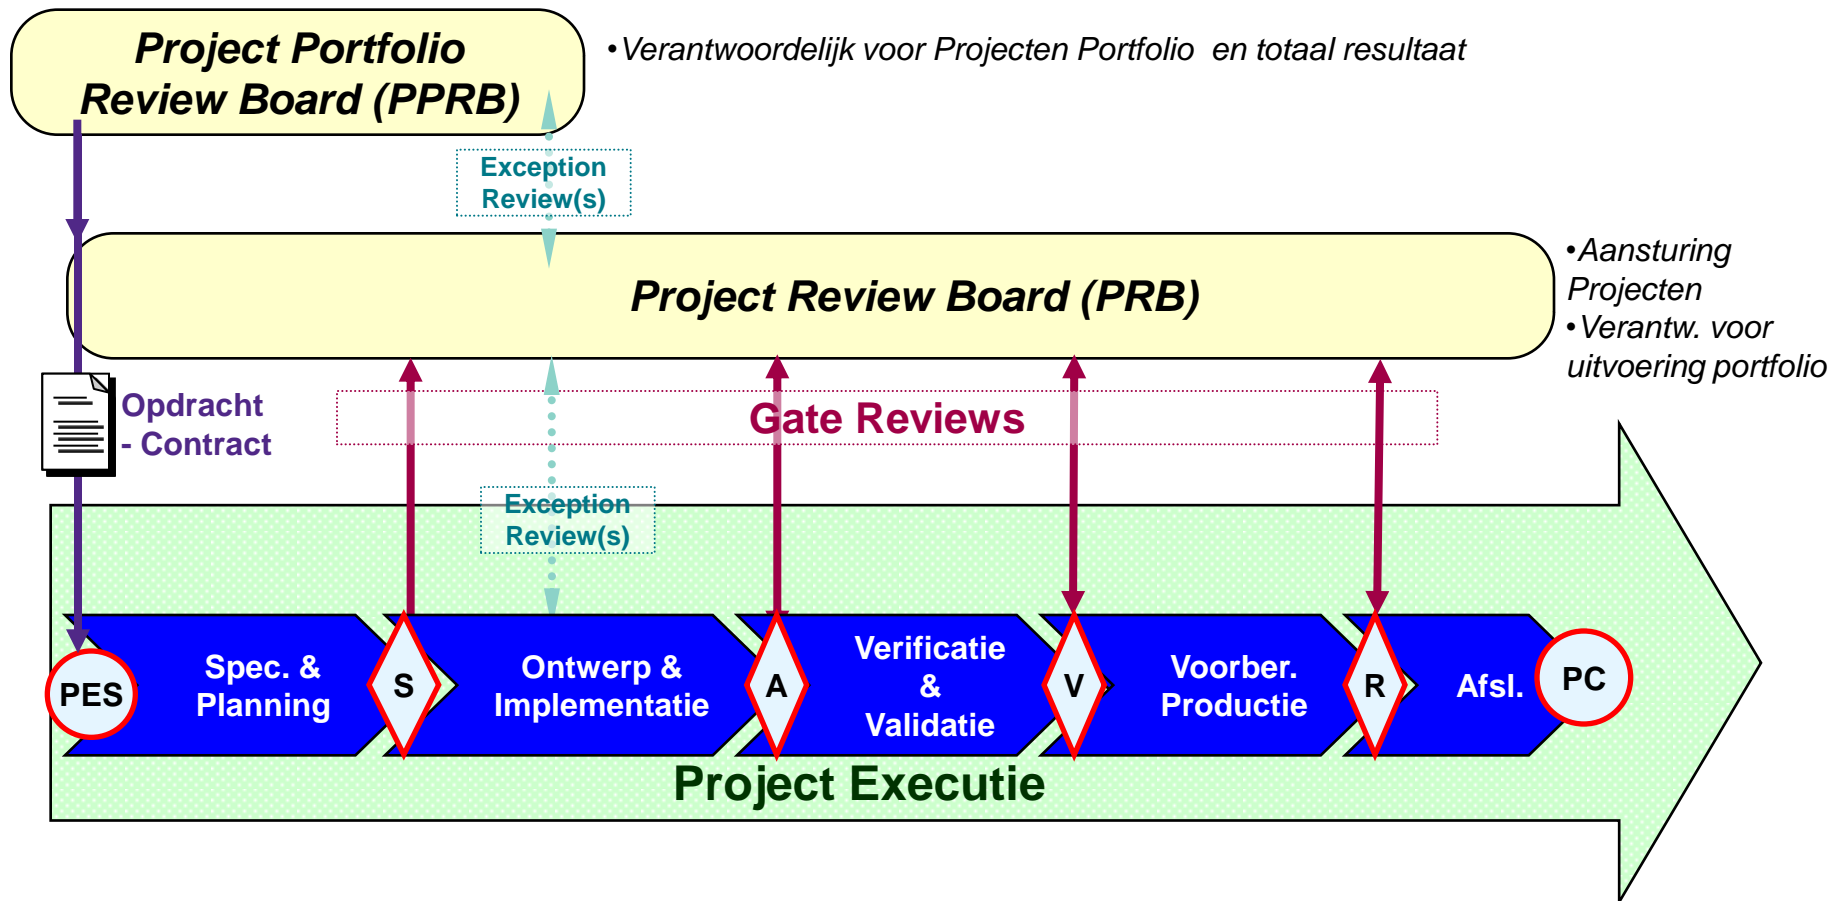 Project Portfolio
Review Board (PPRB)
•Verantwoordelijk voor Projecten Portfolio en totaal resultaat
Exception
Review(s)
Project Review Board (PRB)
•Aansturing
Projecten
•Verantw. voor
uitvoering portfolio
Opdracht
- Contract
Gate Reviews
Exception
Review(s)
PES
Spec. &
Planning
S
Ontwerp &
Implementatie
A
Verificatie
&
Validatie
V
Voorber.
Productie
R
Afsl.
PC
Project Executie